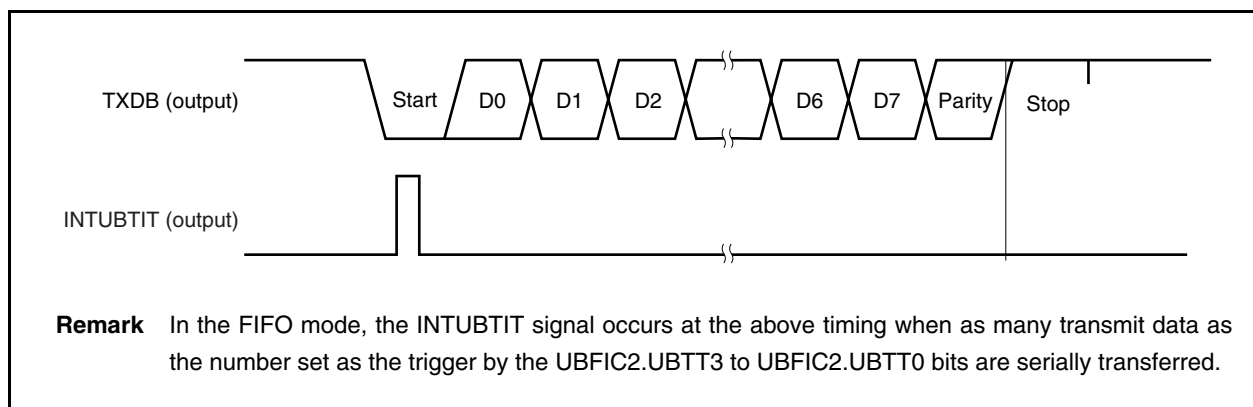 TXDB (output)
Start D0 D1 D2 D6 D7 Parity Stop
INTUBTIT (output)
Remark In the FIFO mode, the INTUBTIT signal occurs at the above timing when as many transmit data as
the number set as the trigger by the UBFIC2.UBTT3 to UBFIC2.UBTT0 bits are serially transferred.